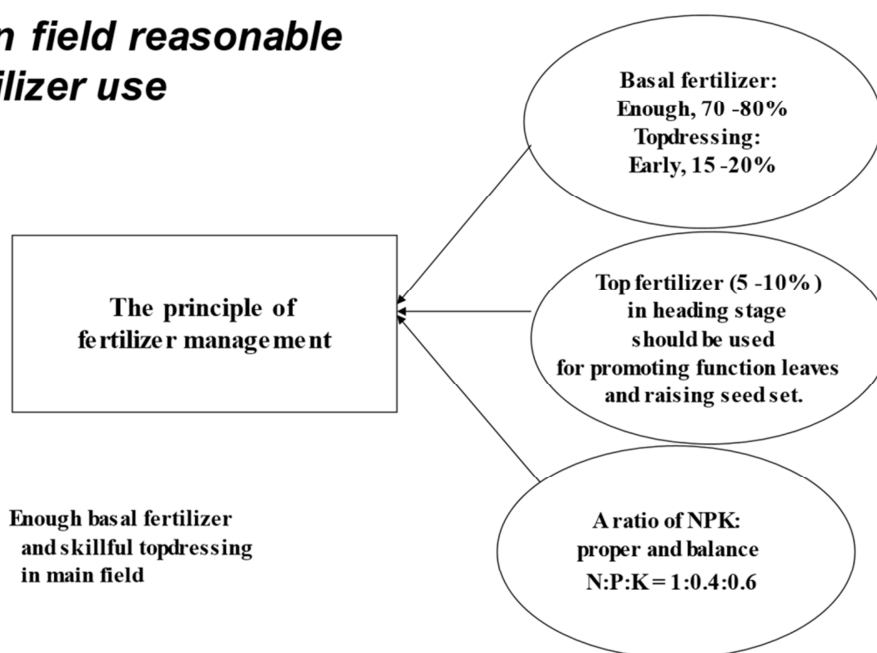 n field reasonable
ilizer use
Basal fertilizer:
Enough, 70 -80%
Topdressing:
Early, 15 -20%
The principle of
fertilizer management
Top fertilizer (5 -10%)
in heading stage
should be used
for promoting function leaves
and raising seed set.
Enough basal fertilizer
and skillful topdressing
in main field
A ratio of NPK:
proper and balance
N:P:K = 1:0.4:0.6